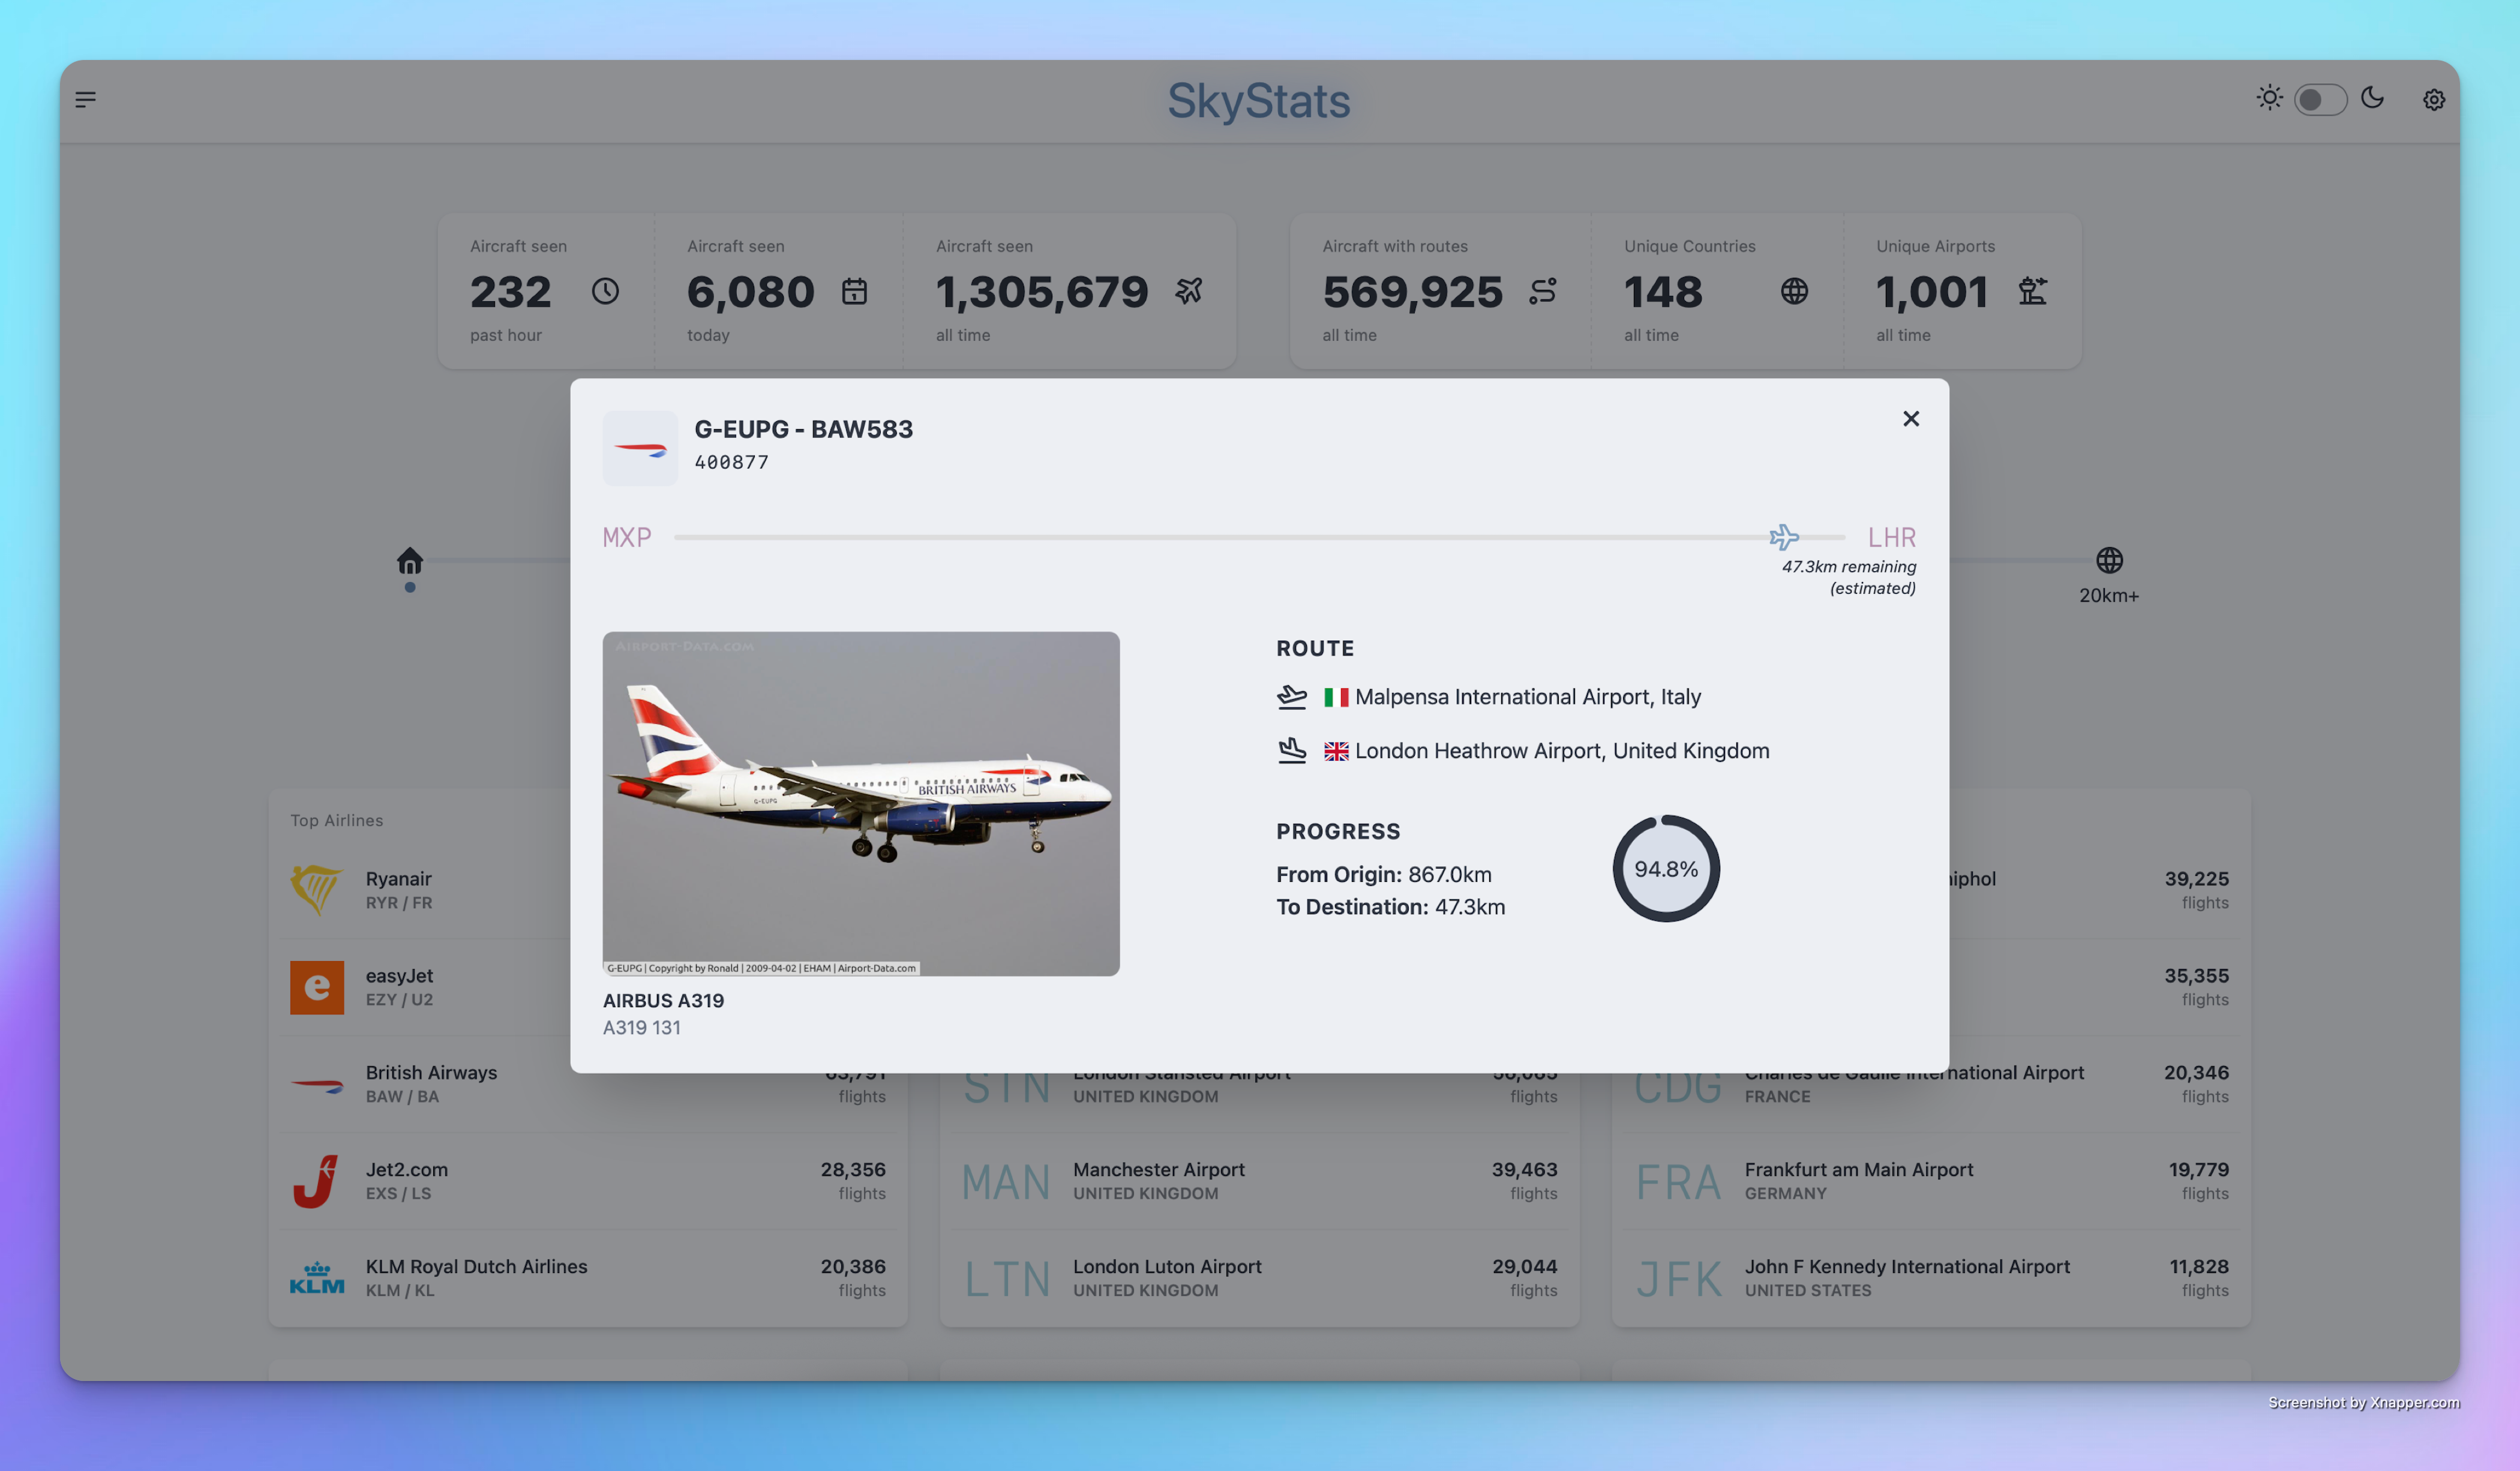 SkyStats
Aircraft seen
232
past hour
Aircraft seen
6,080
today
Aircraft seen
1,305,679
all time
Aircraft with routes
569,925
all time
Unique Countries
148
all time
Unique Airports
1,001
all time
G-EUPG - BAW583
400877
MXP
LHR
47.3km remaining
(estimated)
20km+
AIRPORT-DATA.COM
BRITISH AIRWAYS
G-EUPG
G-EUPG | Copyright by Ronald | 2009-04-02 | EHAM | Airport-Data.com
AIRBUS A319
A319 131
ROUTE
Malpensa International Airport, Italy
London Heathrow Airport, United Kingdom
PROGRESS
From Origin: 867.0km
To Destination: 47.3km
94.8%
Top Airlines
Ryanair
RYR / FR
e
easyJet
EZY / U2
British Airways
BAW / BA
flights
Jet2.com
EXS / LS
28,356
flights
KLM
KLM Royal Dutch Airlines
KLM / KL
20,386
flights
STN
London Stansted Airport
UNITED KINGDOM
flights
MAN
Manchester Airport
UNITED KINGDOM
39,463
flights
LTN
London Luton Airport
UNITED KINGDOM
29,044
flights
39,225
flights
35,355
flights
CDG
Charles de Gaulle International Airport
FRANCE
20,346
flights
FRA
Frankfurt am Main Airport
GERMANY
19,779
flights
JFK
John F Kennedy International Airport
UNITED STATES
11,828
flights
Screenshot by Xnapper.com